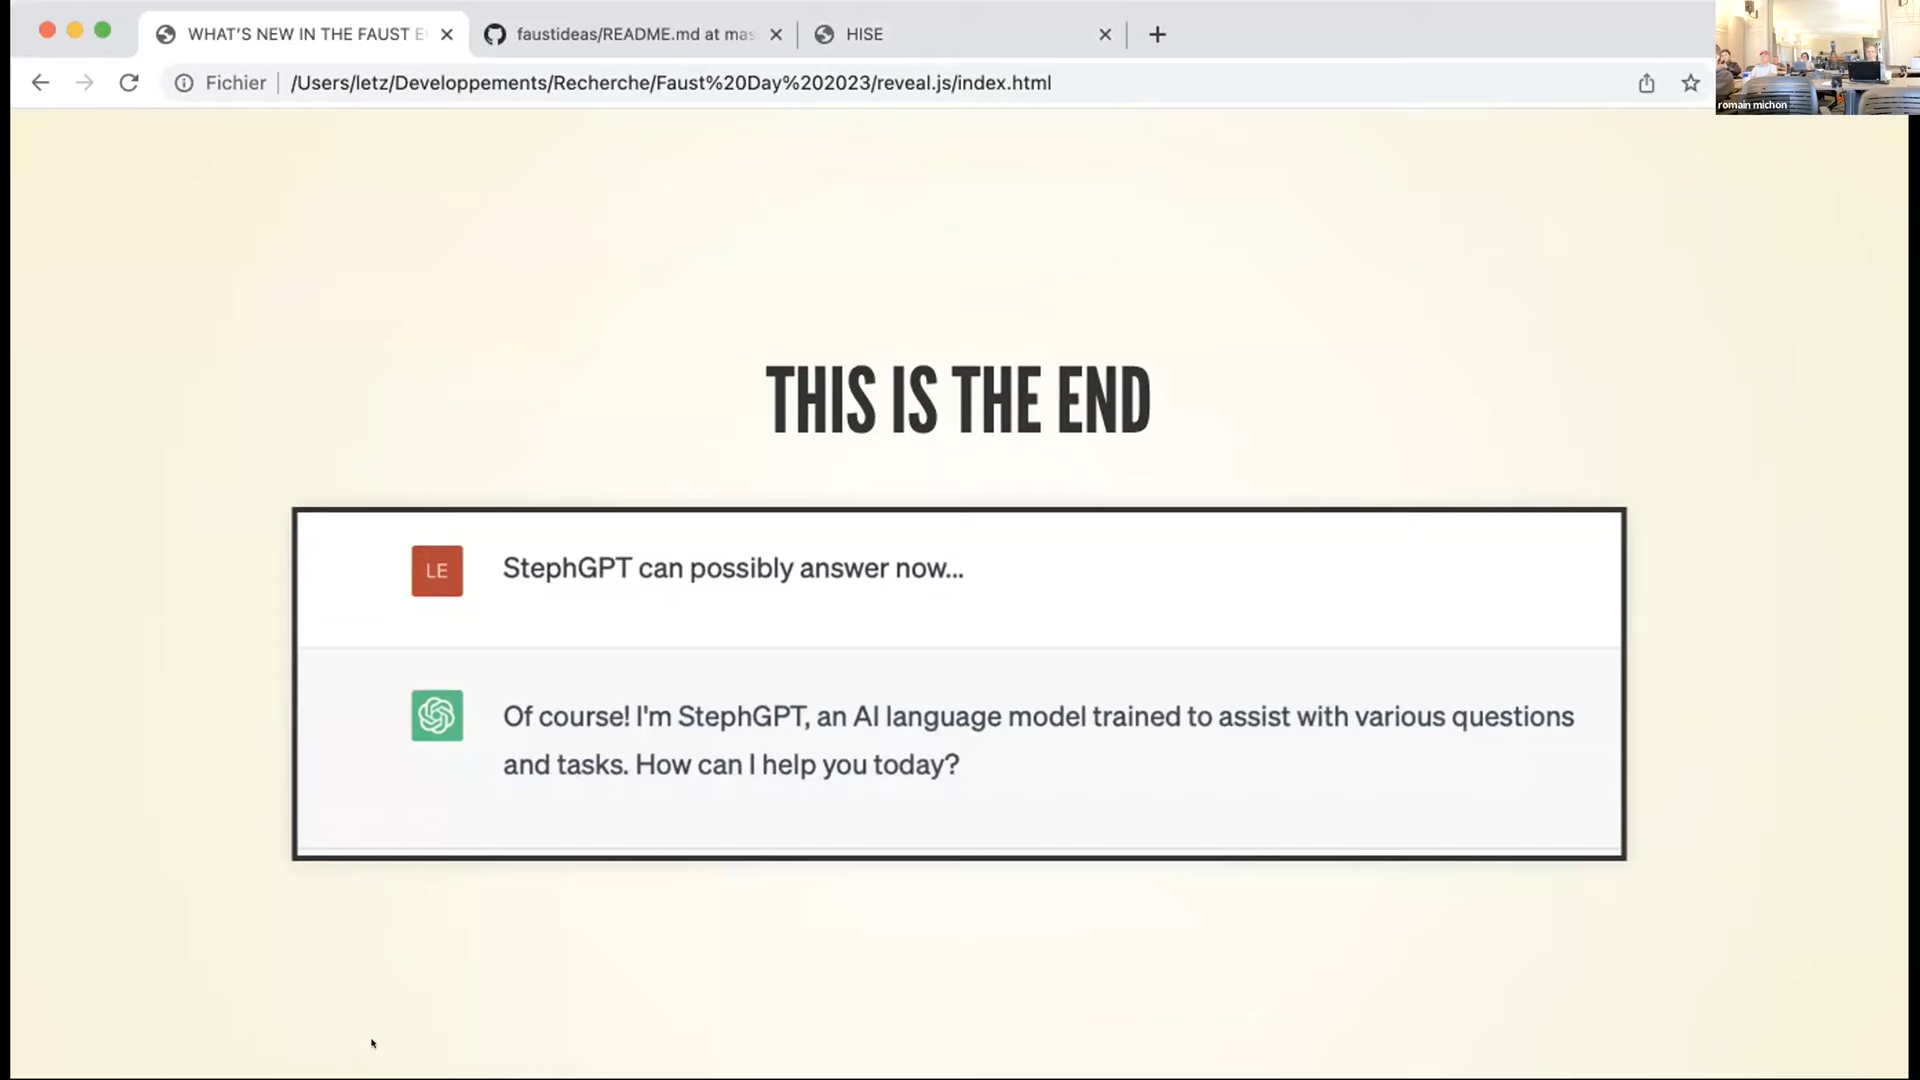 WHAT'S NEW IN THE FAUST E
faustideas/README.md at mas
HISE
Fichier
/Users/letz/Developpements/Recherche/Faust%20Day%202023/reveal.js/index.html
romain michon
THIS IS THE END
LE
StephGPT can possibly answer now...
Of course! I'm StephGPT, an AI language model trained to assist with various questions
and tasks. How can I help you today?